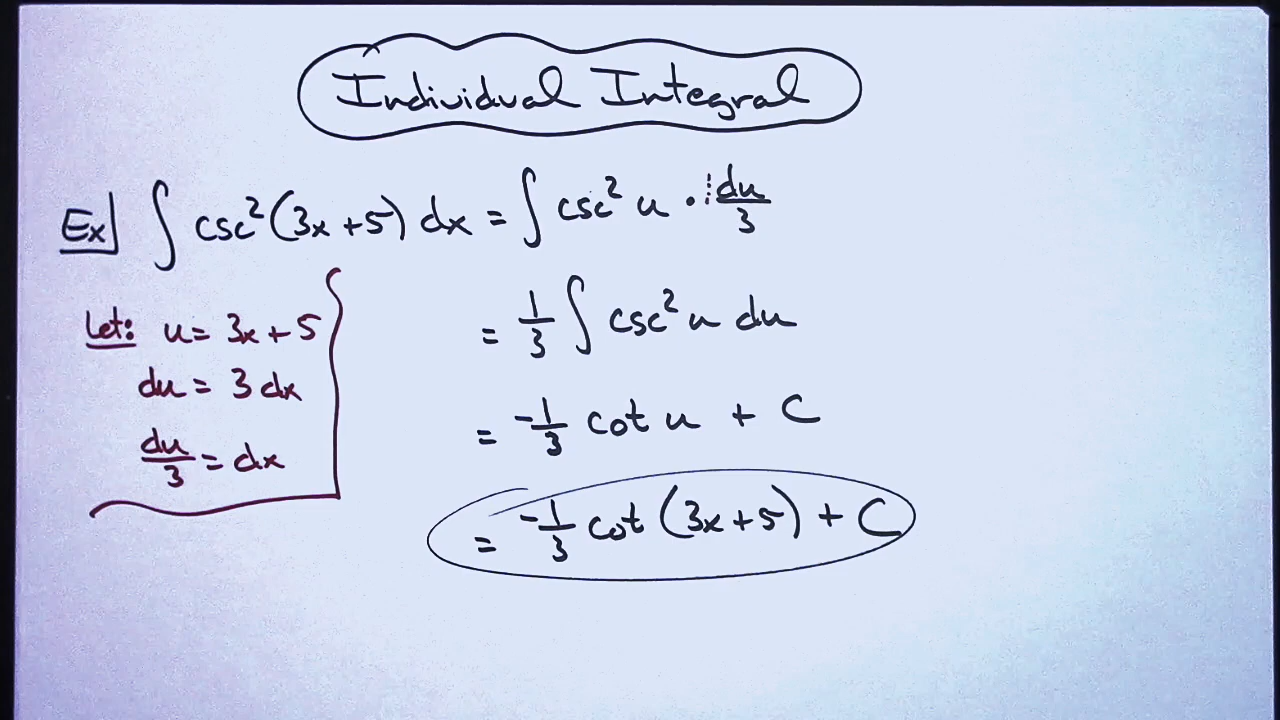 Individual Integral
Ex ∫ csc²(3x+5) dx = ∫ csc² u · du/3
Let: u = 3x + 5
du = 3 dx
du/3 = dx
= 1/3 ∫ csc² u du
= -1/3 cot u + C
= -1/3 cot (3x+5) + C